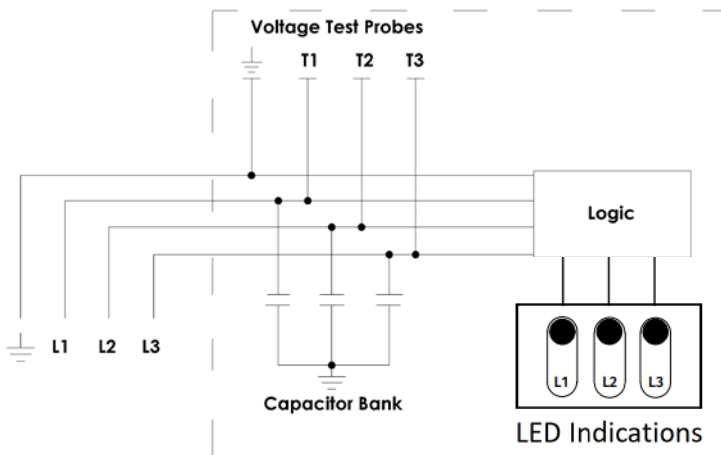 Voltage Test Probes
T1 T2 T3
Logic
L1 L2 L3
L1 L2 L3
Capacitor Bank
LED Indications